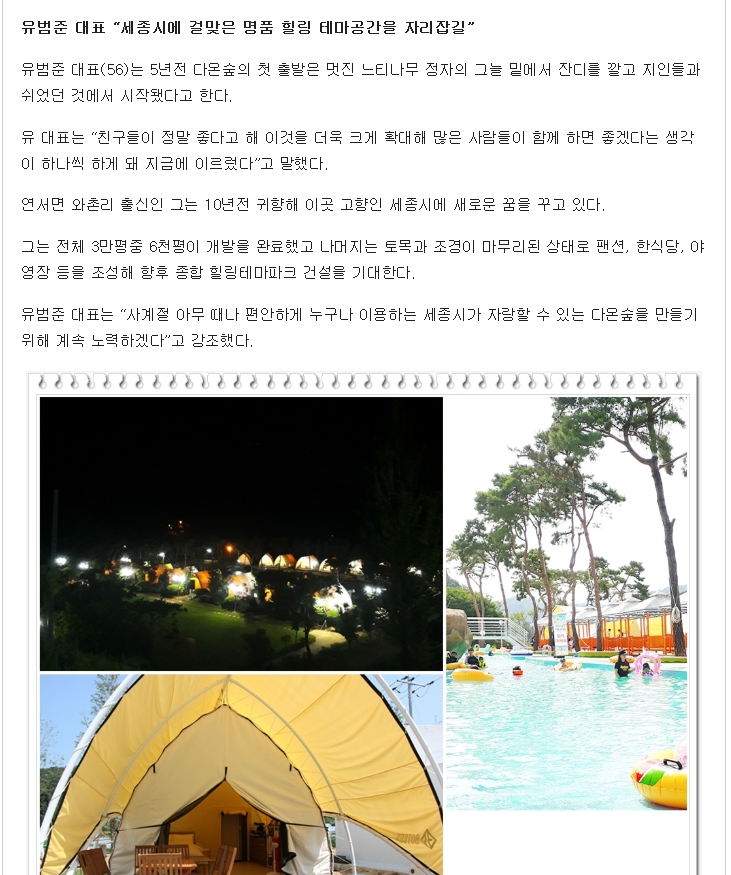 유범준 대표 “세종시에 걸맞은 명품 힐링 테마공간을 자리잡길”
유범준 대표(56)는 5년전 다온숲의 첫 출발은 멋진 느티나무 정자의 그늘 밑에서 잔디를 깔고 지인들과
쉬었던 것에서 시작됐다고 한다.
유 대표는 “친구들이 정말 좋다고 해 이것을 더욱 크게 확대해 많은 사람들이 함께 하면 좋겠다는 생각
이 하나씩 하게 돼 지금에 이르렀다”고 말했다.
연서면 와촌리 출신인 그는 10년전 귀향해 이곳 고향인 세종시에 새로운 꿈을 꾸고 있다.
그는 전체 3만평중 6천평이 개발을 완료했고 나머지는 토목과 조경이 마무리된 상태로 팬션, 한식당, 야
영장 등을 조성해 향후 종합 힐링테마파크 건설을 기대한다.
유범준 대표는 “사계절 아무 때나 편안하게 누구나 이용하는 세종시가 자랑할 수 있는 다온숲을 만들기
위해 계속 노력하겠다”고 강조했다.